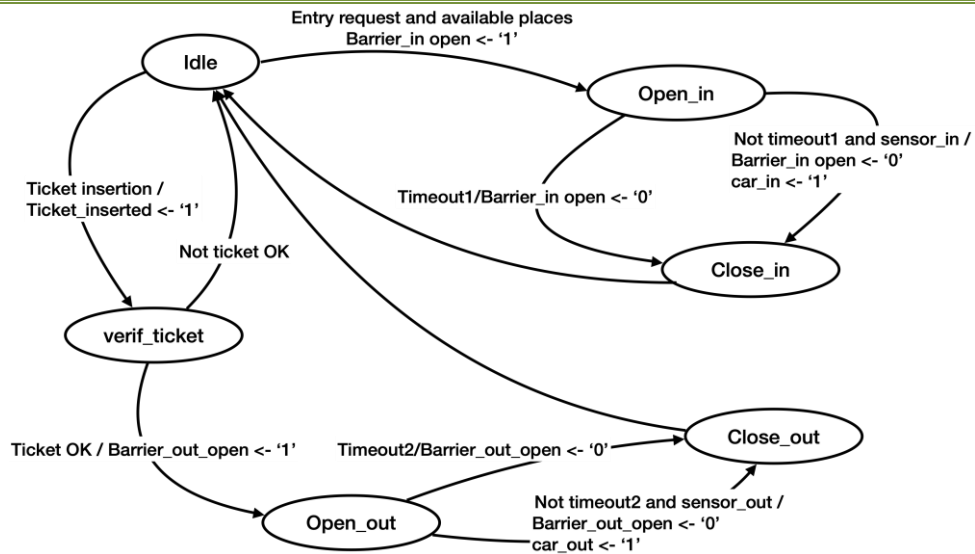 Entry request and available places
Barrier_in open <- ‘1’
Idle
Open_in
Not timeout1 and sensor_in /
Barrier_in open <- ‘0’
car_in <- ‘1’
Timeout1/Barrier_in open <- ‘0’
Ticket insertion /
Ticket_inserted <- ‘1’
Not ticket OK
Close_in
verif_ticket
Ticket OK / Barrier_out_open <- ‘1’
Timeout2/Barrier_out_open <- ‘0’
Close_out
Not timeout2 and sensor_out /
Barrier_out_open <- ‘0’
car_out <- ‘1’
Open_out